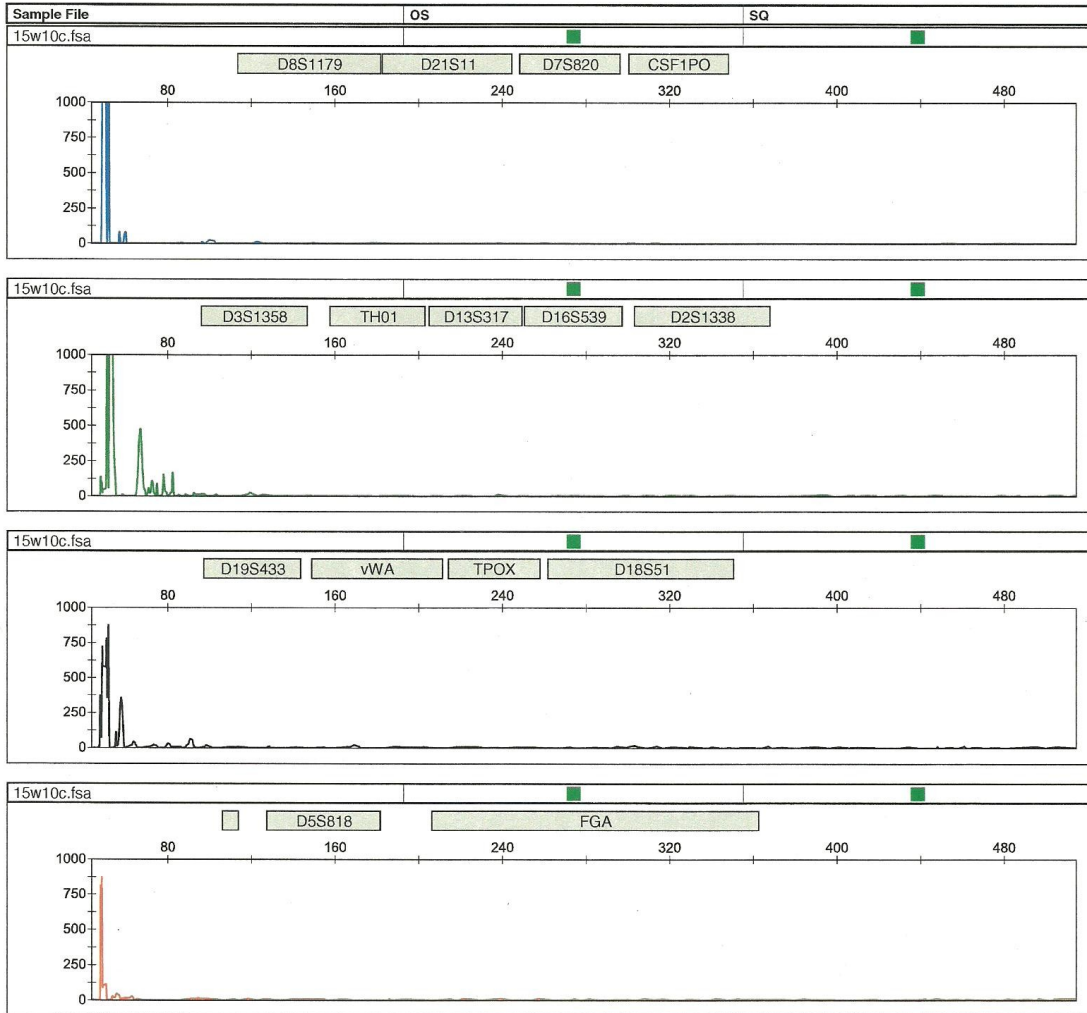 Sample File OS SQ
15w10c.fsa
D8S1179 D21S11 D7S820 CSF1PO
80 160 240 320 400 480
1000
750
500
250
0
15w10c.fsa
D3S1358 TH01 D13S317 D16S539 D2S1338
80 160 240 320 400 480
1000
750
500
250
0
15w10c.fsa
D19S433 vWA TPOX D18S51
80 160 240 320 400 480
1000
750
500
250
0
15w10c.fsa
D5S818 FGA
80 160 240 320 400 480
1000
750
500
250
0